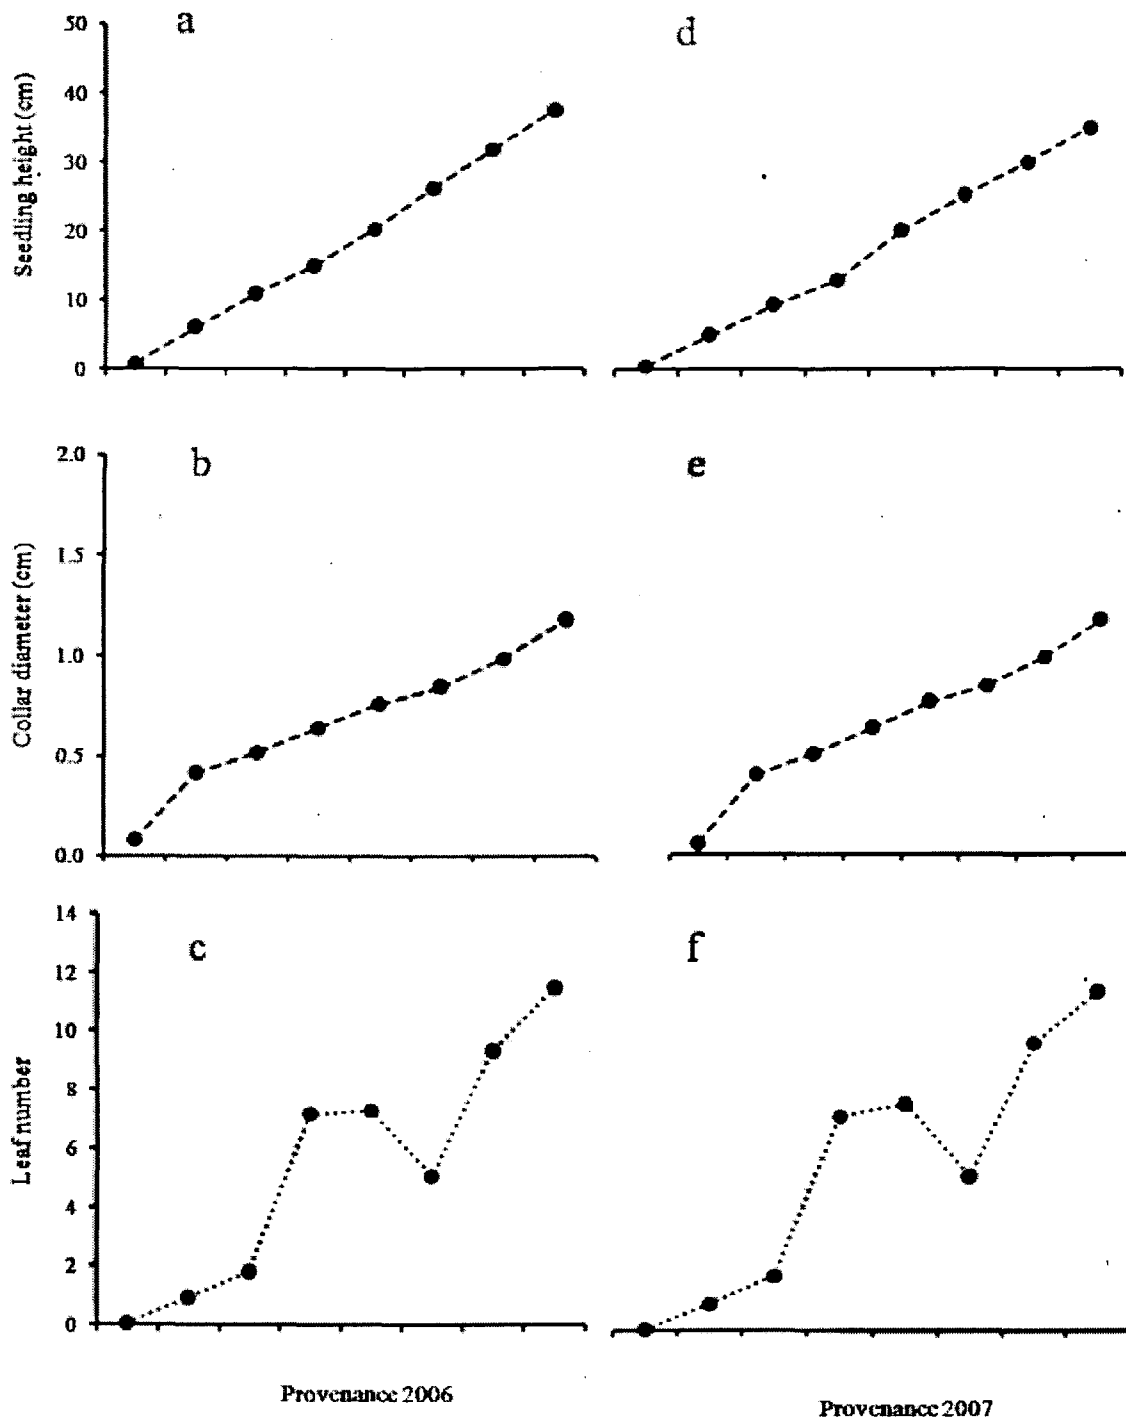 a
d
Seedling height (cm)
50
40
30
20
10
0
b
e
Collar diameter (cm)
2.0
1.5
1.0
0.5
0.0
c
f
Leaf number
14
12
10
8
6
4
2
0
Provenance 2006
Provenance 2007